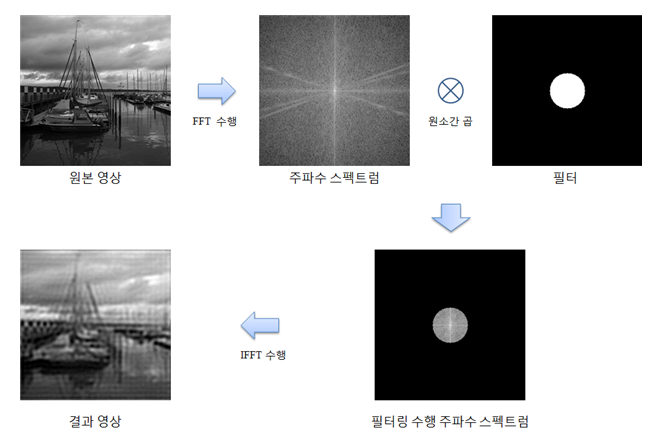 FFT 수행
원소간 곱
원본 영상
주파수 스펙트럼
필터
IFFT 수행
결과 영상
필터링 수행 주파수 스펙트럼